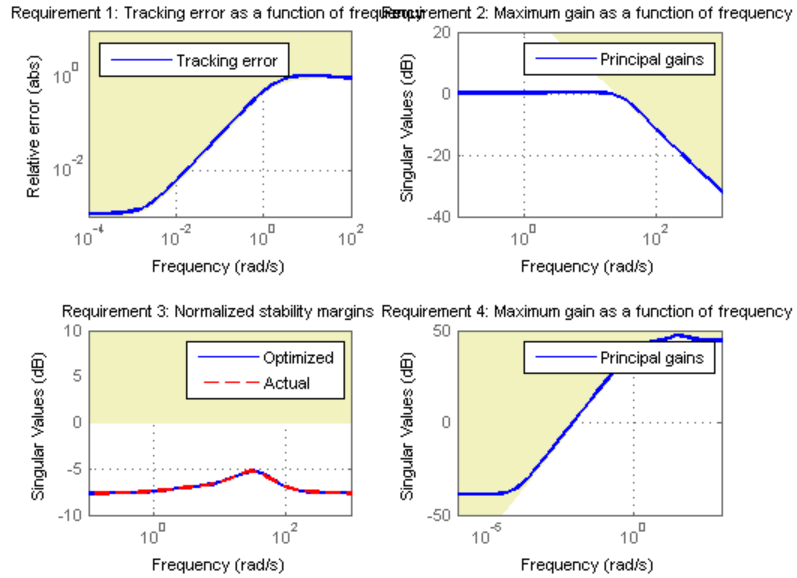 Requirement 1: Tracking error as a function of frequency
Requirement 2: Maximum gain as a function of frequency
Tracking error
10^0
10^-2
Relative error (abs)
10^-4
10^-2
10^0
10^2
Frequency (rad/s)
Principal gains
20
0
-20
-40
Singular Values (dB)
10^0
10^2
Frequency (rad/s)
Requirement 3: Normalized stability margins
Requirement 4: Maximum gain as a function of frequency
Optimized
Actual
10
5
0
-5
-10
Singular Values (dB)
10^0
10^2
Frequency (rad/s)
Principal gains
50
0
-50
Singular Values (dB)
10^-5
10^0
Frequency (rad/s)